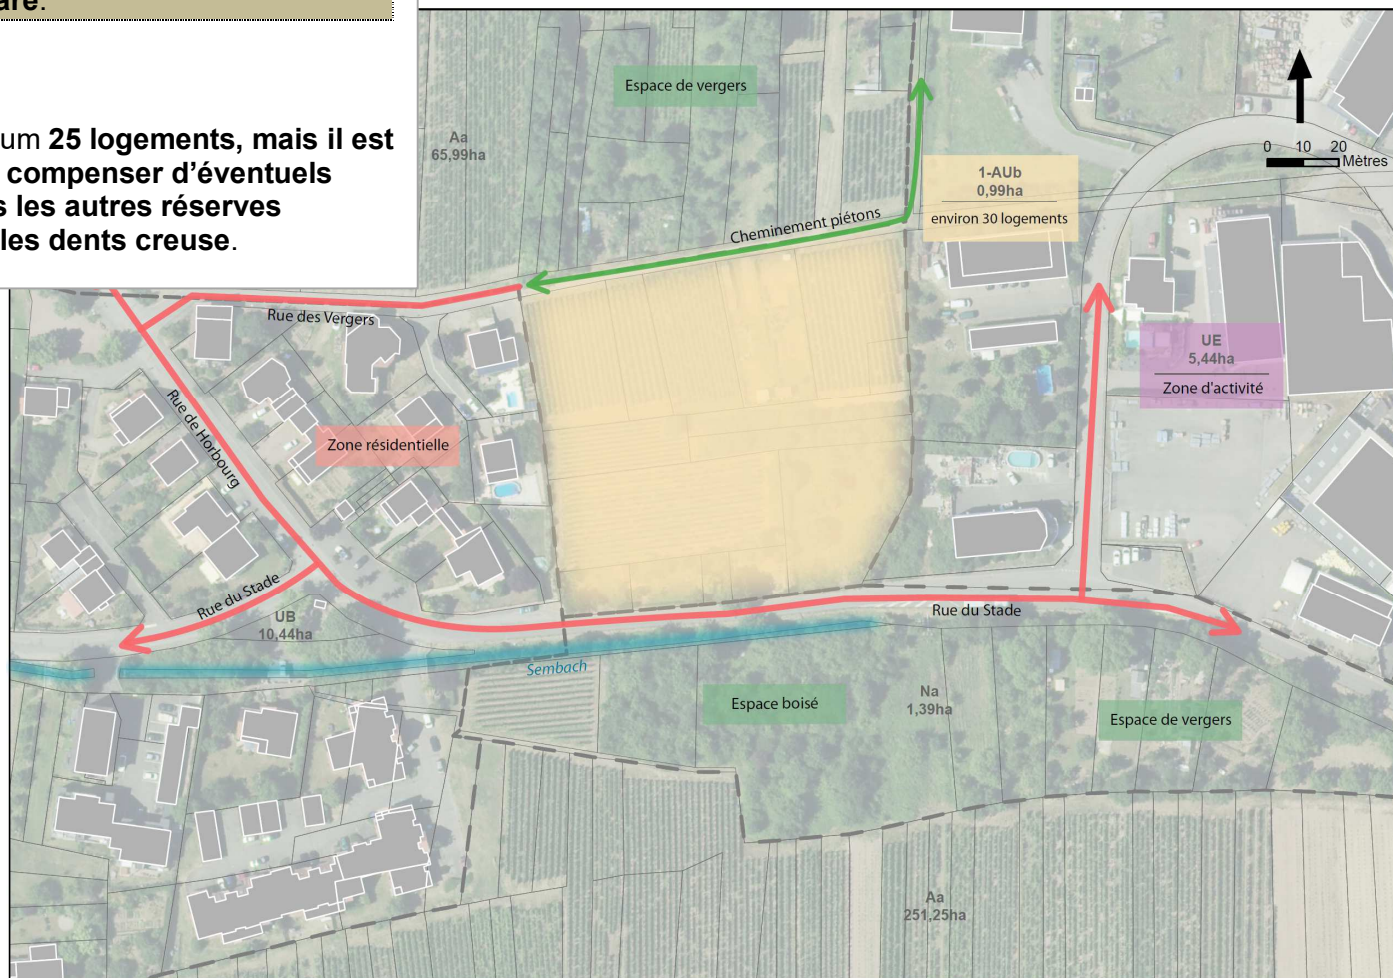 um 25 logements, mais il est
compenser d'éventuels
s les autres réserves
les dents creuse.
Espace de vergers
Aa
65,99ha
0 10 20
Mètres
1-AUb
0,99ha
environ 30 logements
Cheminement piétons
Rue des Vergers
UE
5,44ha
Zone d'activité
Rue de Horbourg
Zone résidentielle
Rue du Stade
UB
10,44ha
Rue du Stade
Sembach
Espace boisé
Na
1,39ha
Espace de vergers
Aa
251,25ha